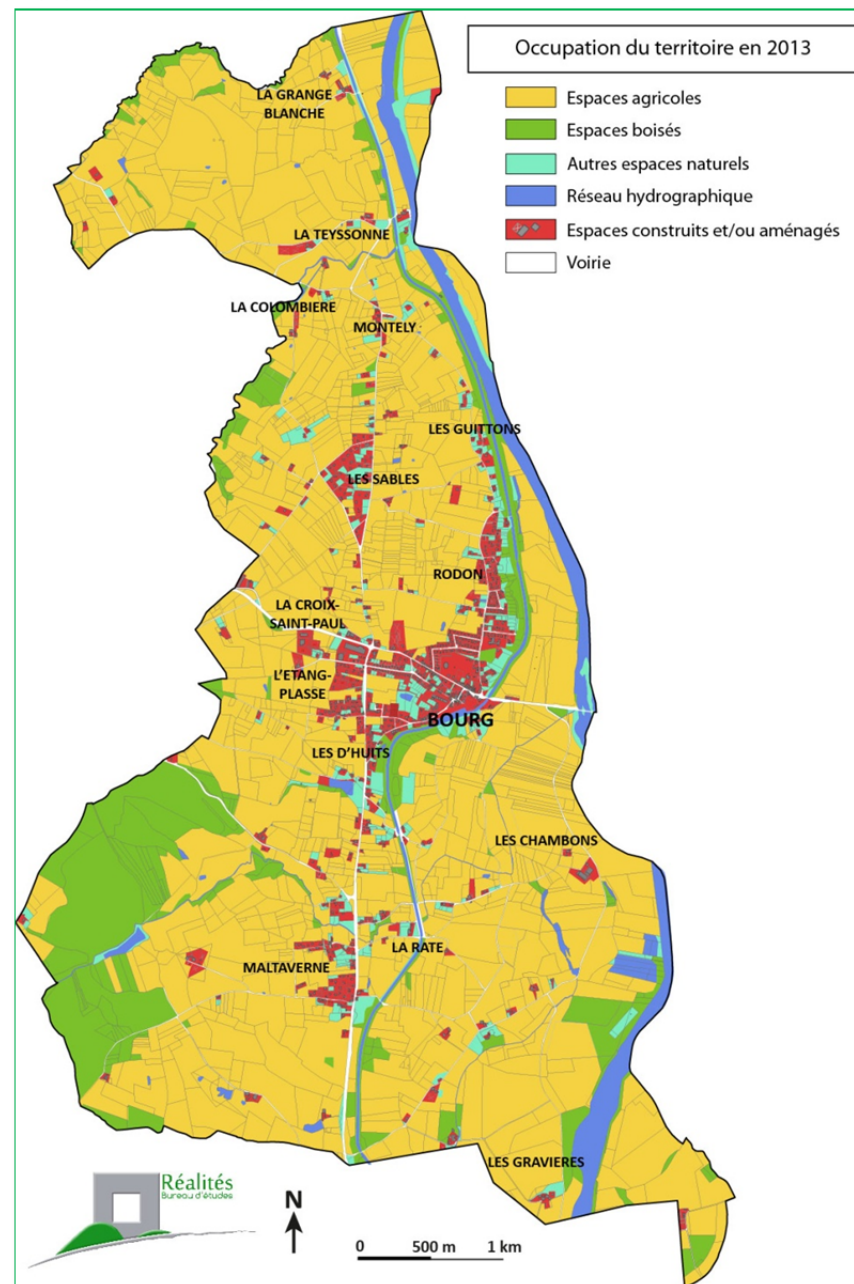 Occupation du territoire en 2013
Espaces agricoles
Espaces boisés
Autres espaces naturels
Réseau hydrographique
Espaces construits et/ou aménagés
Voirie
LA GRANGE
BLANCHE
LA TEYSSONNE
LA COLOMBIERE
MONTELY
LES GUITTONS
LES SABLES
RODON
LA CROIX-
SAINT-PAUL
L'ETANG-
PLASSE
BOURG
LES D'HUITS
LES CHAMBONS
LA RATE
MALTAVERNE
LES GRAVIERES
Réalités
Bureau d'études
N
0 500 m 1 km